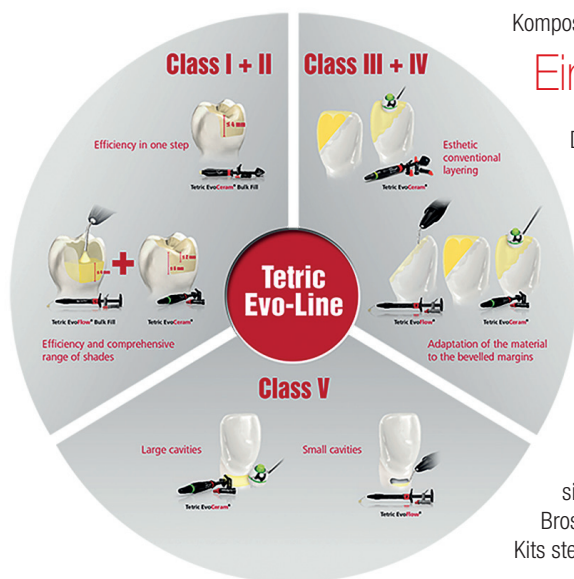 Kompos
Ein
D
Class I + II
Class III + IV
≤ 4 mm
Efficiency in one step
Tetric EvoCeram® Bulk Fill
Esthetic
conventional
layering
Tetric EvoCeram®
≤ 4 mm
+
Tetric EvoFlow® Bulk Fill
Tetric EvoCeram®
Efficiency and comprehensive
range of shades
Tetric
Evo-Line
Tetric EvoFlow®
Tetric EvoCeram®
Adaptation of the material
to the bevelled margins
Class V
Large cavities
Small cavities
Tetric EvoCeram®
Tetric EvoFlow®
si
Bros
Kits ste